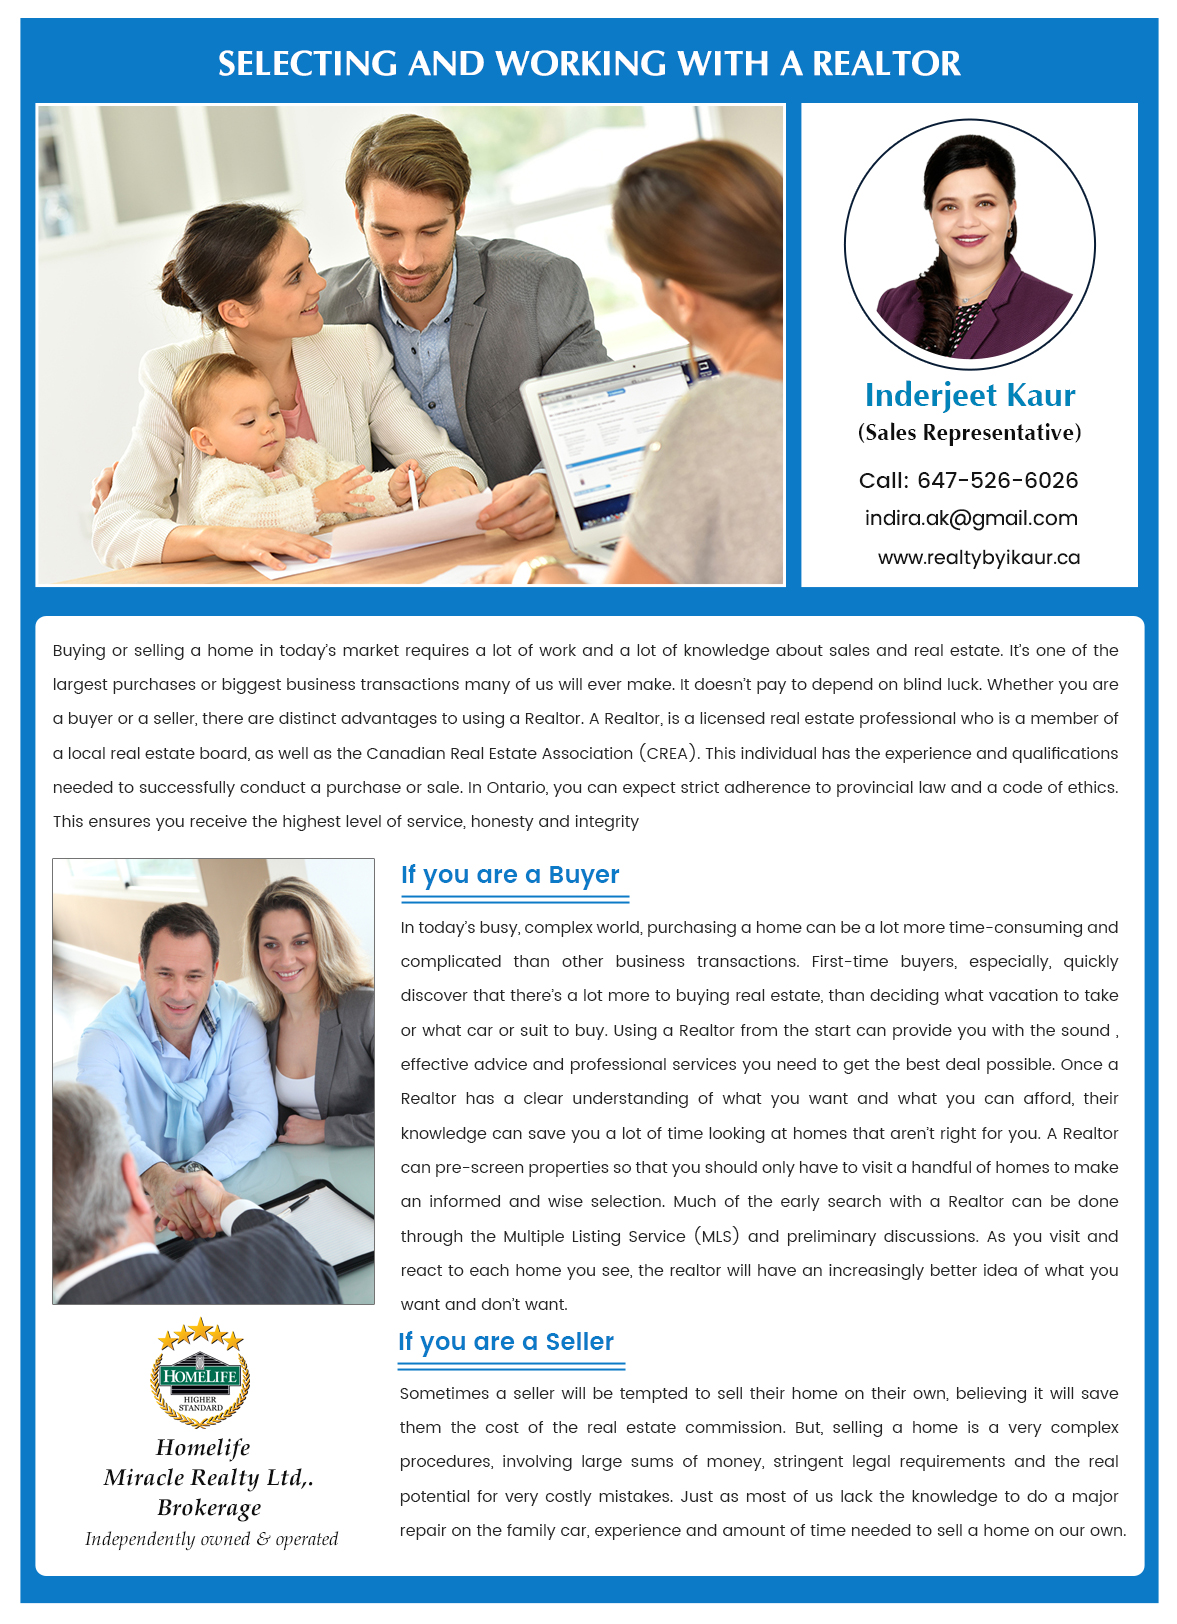 SELECTING AND WORKING WITH A REALTOR
Inderjeet Kaur
(Sales Representative)
Call: 647-526-6026
indira.ak@gmail.com
www.realtybyikaur.ca
Buying or selling a home in today's market requires a lot of work and a lot of knowledge about sales and real estate. It's one of the
largest purchases or biggest business transactions many of us will ever make. It doesn't pay to depend on blind luck. Whether you are
a buyer or a seller, there are distinct advantages to using a Realtor. A Realtor, is a licensed real estate professional who is a member of
a local real estate board, as well as the Canadian Real Estate Association (CREA). This individual has the experience and qualifications
needed to successfully conduct a purchase or sale. In Ontario, you can expect strict adherence to provincial law and a code of ethics.
This ensures you receive the highest level of service, honesty and integrity
If you are a Buyer
In today's busy, complex world, purchasing a home can be a lot more time-consuming and
complicated than other business transactions. First-time buyers, especially, quickly
discover that there's a lot more to buying real estate, than deciding what vacation to take
or what car or suit to buy. Using a Realtor from the start can provide you with the sound ,
effective advice and professional services you need to get the best deal possible. Once a
Realtor has a clear understanding of what you want and what you can afford, their
knowledge can save you a lot of time looking at homes that aren't right for you. A Realtor
can pre-screen properties so that you should only have to visit a handful of homes to make
an informed and wise selection. Much of the early search with a Realtor can be done
through the Multiple Listing Service (MLS) and preliminary discussions. As you visit and
react to each home you see, the realtor will have an increasingly better idea of what you
want and don't want.
If you are a Seller
Sometimes a seller will be tempted to sell their home on their own, believing it will save
them the cost of the real estate commission. But, selling a home is a very complex
procedures, involving large sums of money, stringent legal requirements and the real
potential for very costly mistakes. Just as most of us lack the knowledge to do a major
repair on the family car, experience and amount of time needed to sell a home on our own.
HOMELIFE
HIGHER
STANDARD
Homelife
Miracle Realty Ltd,.
Brokerage
Independently owned & operated